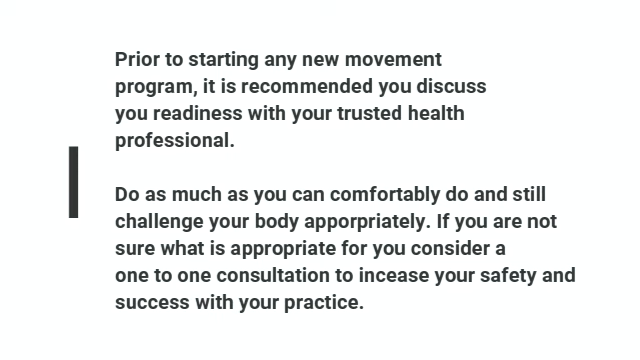 Prior to starting any new movement
program, it is recommended you discuss
you readiness with your trusted health
professional.
Do as much as you can comfortably do and still
challenge your body apporpriately. If you are not
sure what is appropriate for you consider a
one to one consultation to incease your safety and
success with your practice.